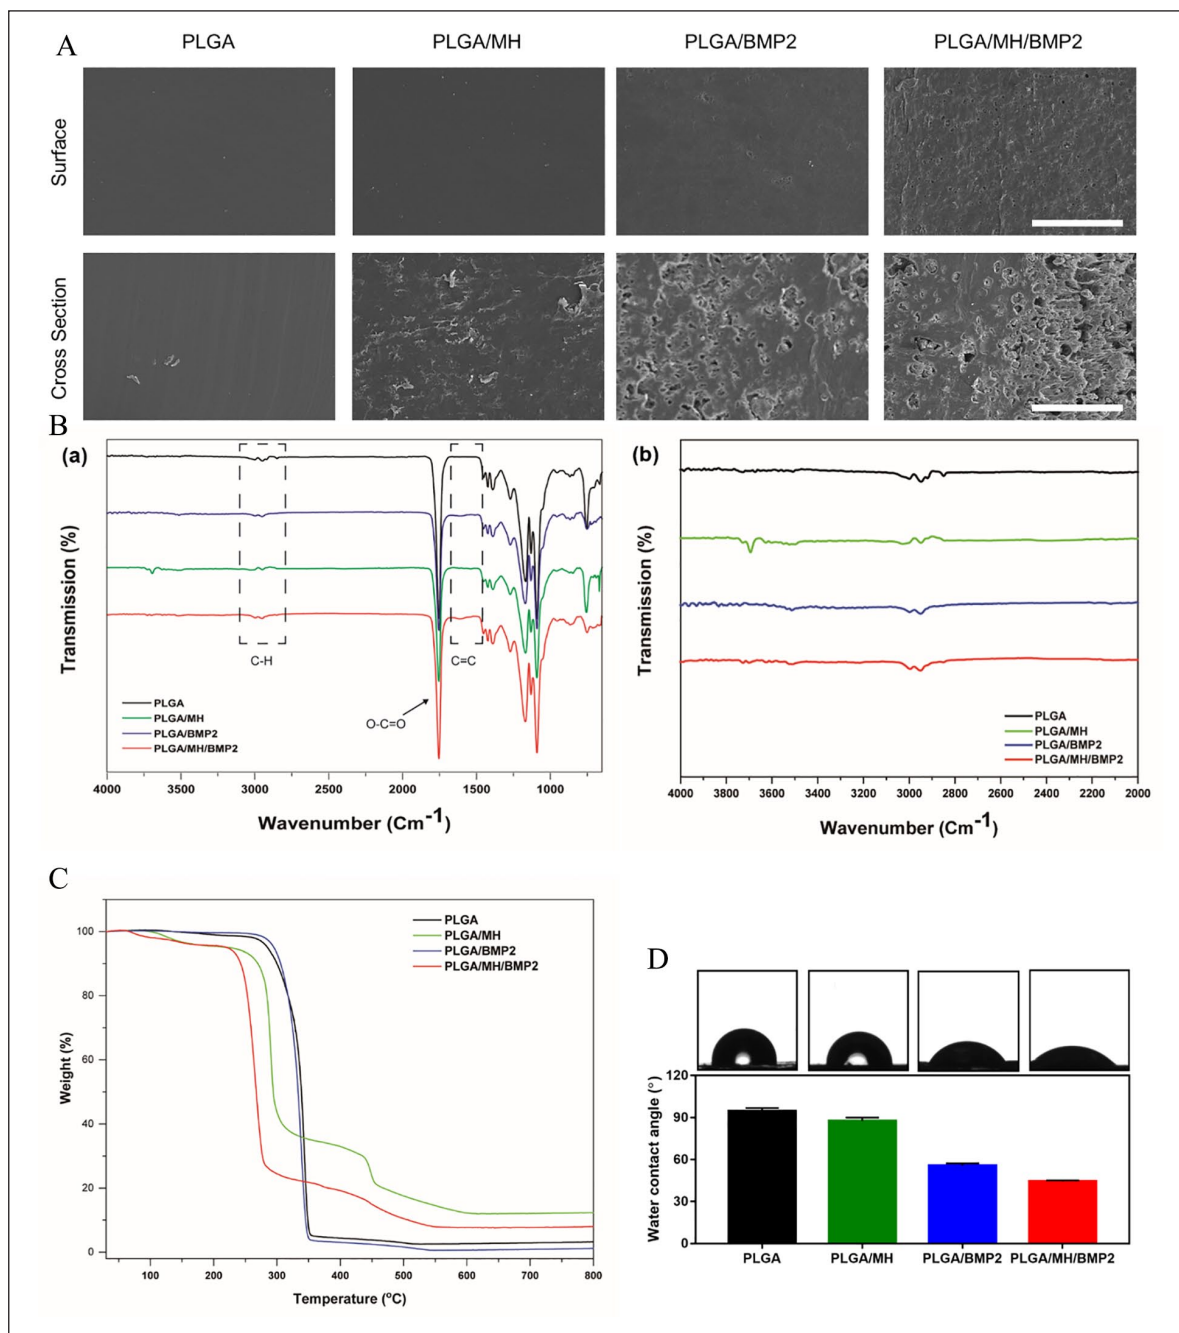 A
PLGA
PLGA/MH
PLGA/BMP2
PLGA/MH/BMP2
Surface
Cross Section
B
(a)
Transmission (%)
C-H
C=C
O-C=O
PLGA
PLGA/MH
PLGA/BMP2
PLGA/MH/BMP2
4000 3500 3000 2500 2000 1500 1000
Wavenumber (Cm-1)
(b)
Transmission (%)
PLGA
PLGA/MH
PLGA/BMP2
PLGA/MH/BMP2
4000 3800 3600 3400 3200 3000 2800 2600 2400 2200 2000
Wavenumber (Cm-1)
C
PLGA
PLGA/MH
PLGA/BMP2
PLGA/MH/BMP2
Weight (%)
100
80
60
40
20
0
100 200 300 400 500 600 700 800
Temperature (°C)
D
Water contact angle (°)
120
90
60
30
0
PLGA PLGA/MH PLGA/BMP2 PLGA/MH/BMP2